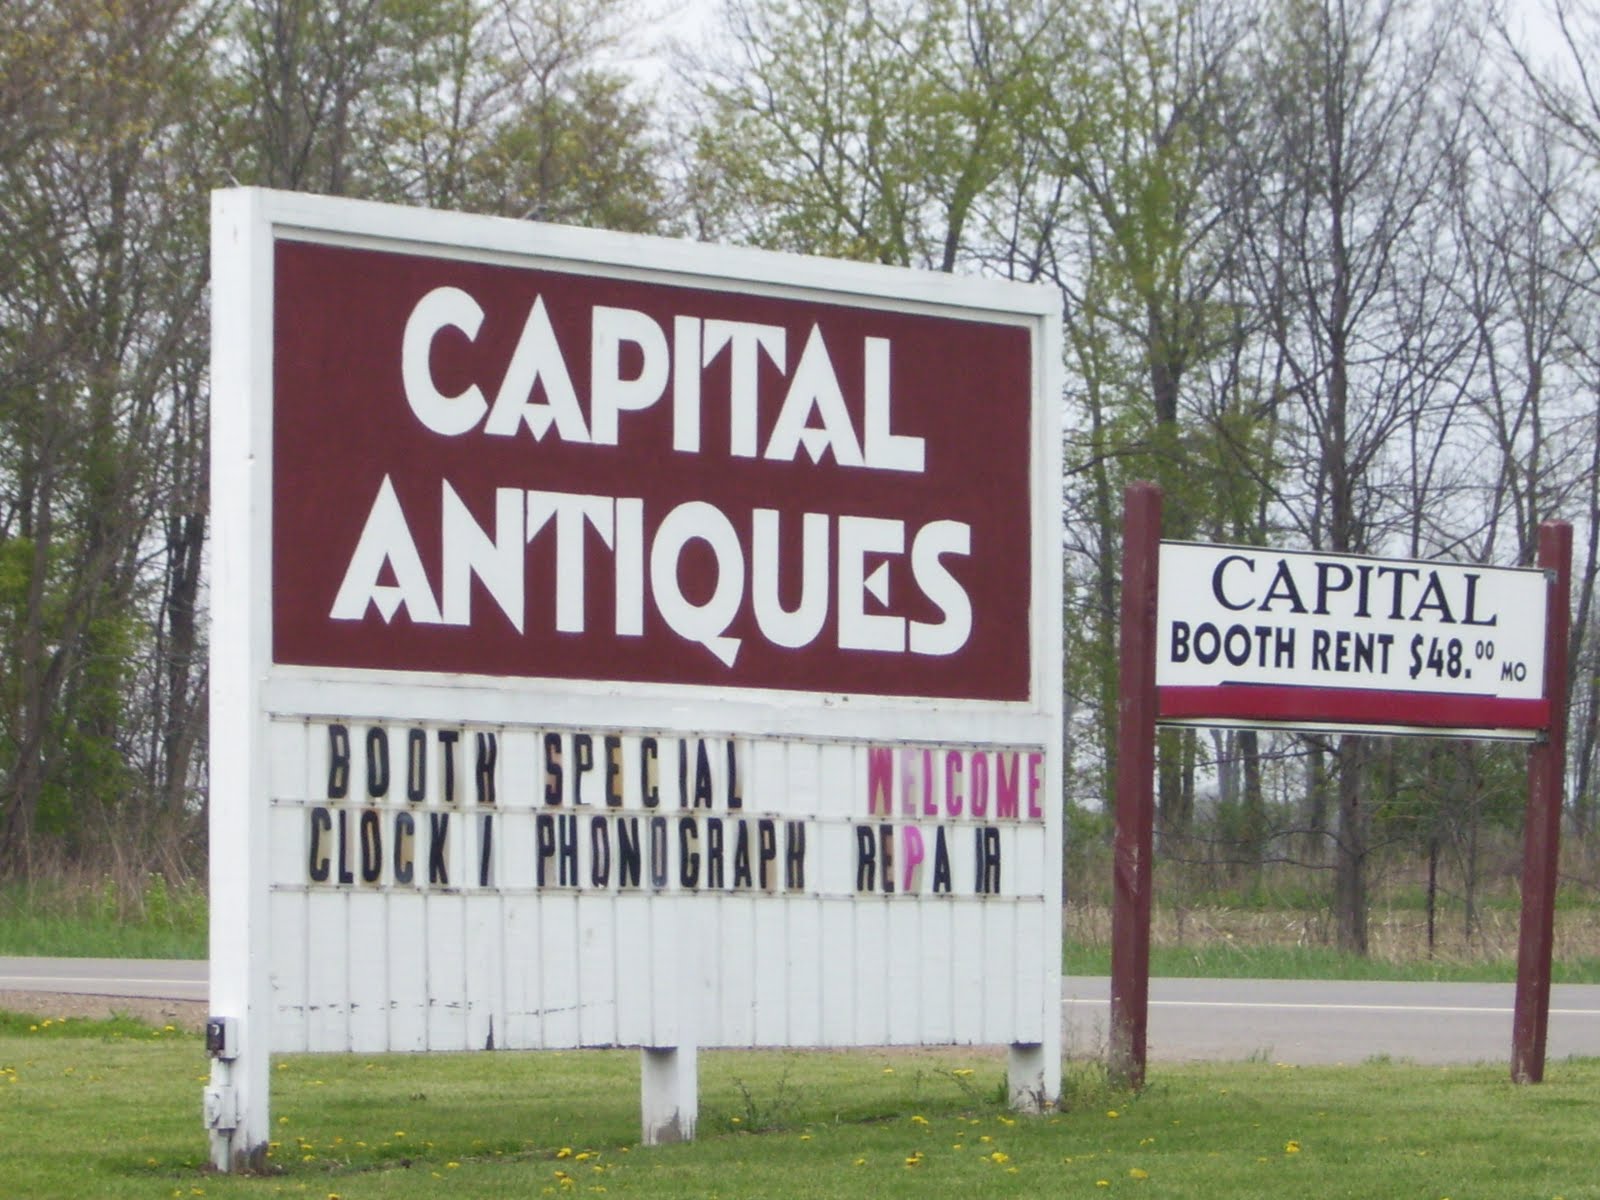 CAPITAL
ANTIQUES
BOOTH SPECIAL WELCOME
CLOCK / PHONOGRAPH REPAIR
CAPITAL
BOOTH RENT $48.00 MO